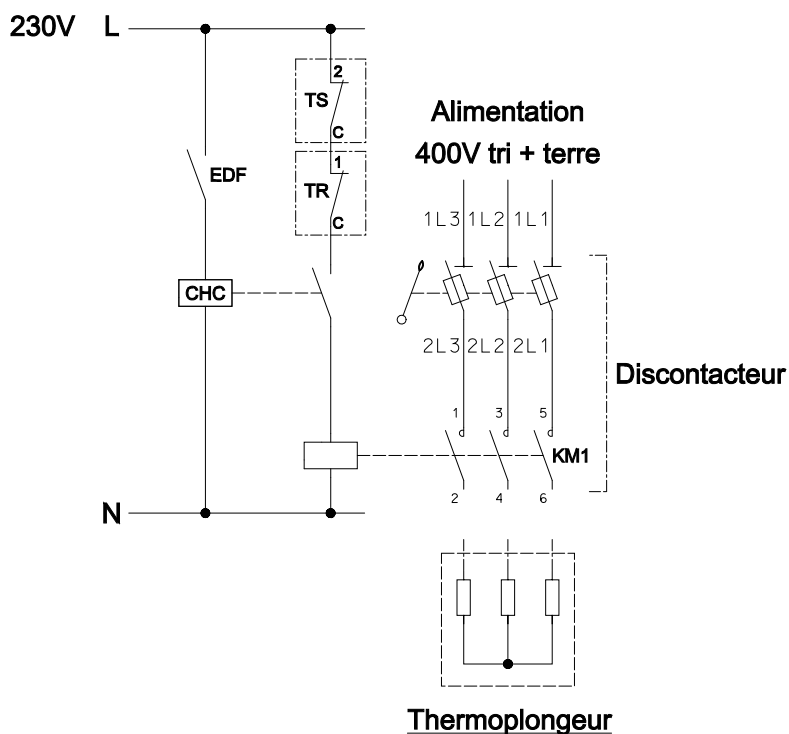 230V L
2
TS
C
1
TR
C
EDF
CHC
N
Alimentation
400V tri + terre
1L3 1L2 1L1
2L3 2L2 2L1
Discontacteur
1 3 5
KM1
2 4 6
Thermoplongeur